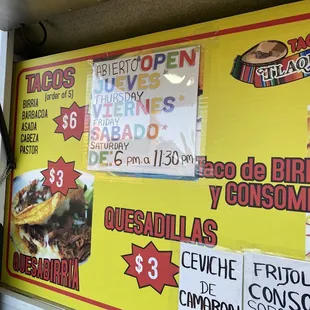 TACOS
(order of 5)
BIRRIA
BARBACOA
ASADA
CABEZA
PASTOR
$6
$3
QUESABIRRIA
ABIERTO OPEN
JUEVES
THURSDAY
VIERNES
FRIDAY
SABADO
SATURDAY
DE: 6 p.m. a 11:30 pm
Taco de BIRR
Y CONSOM
QUESADILLAS
$3
CEVICHE
DE
CAMARON
FRIJOL
CONSO